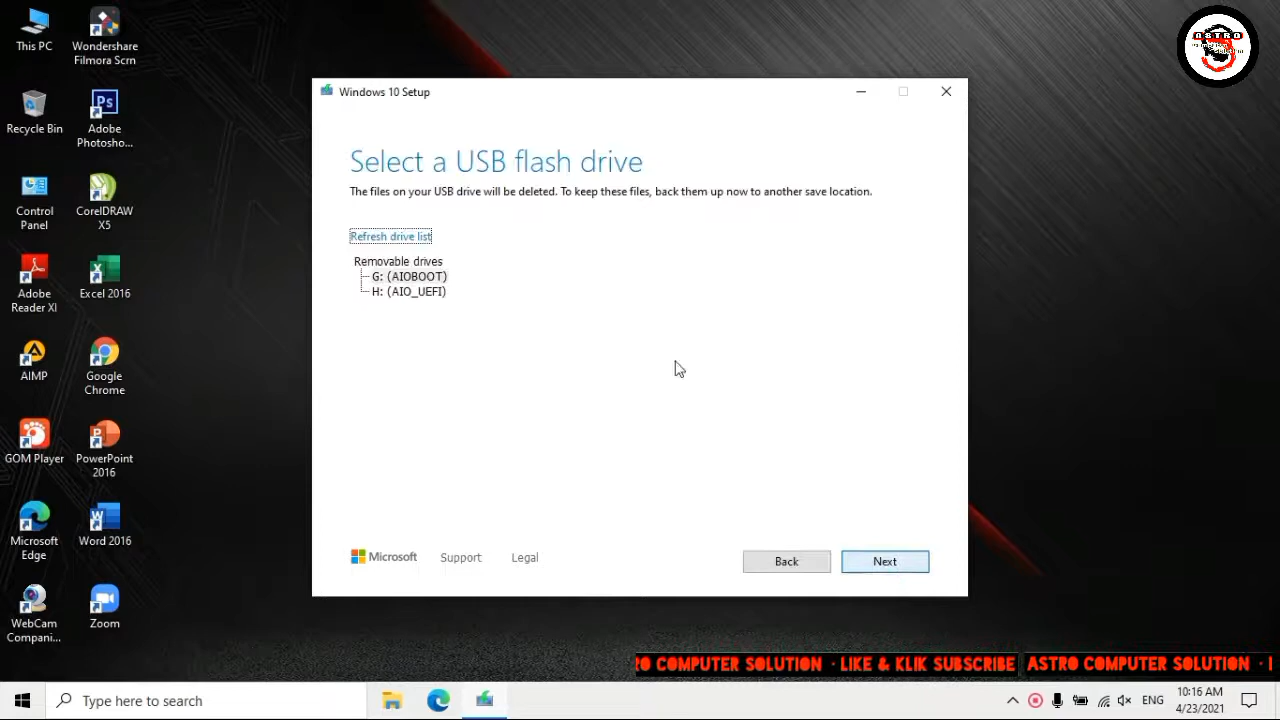 This PC
Wondershare
Filmora Scrn
Recycle Bin
Adobe
Photosho...
Control
Panel
CorelDRAW
X5
Adobe
Reader XI
Excel 2016
AIMP
Google
Chrome
GOM Player
PowerPoint
2016
Microsoft
Edge
Word 2016
WebCam
Compani...
Zoom
Windows 10 Setup
Select a USB flash drive
The files on your USB drive will be deleted. To keep these files, back them up now to another save location.
Refresh drive list
Removable drives
G: (AIOBOOT)
H: (AIO_UEFI)
Microsoft
Support
Legal
Back
Next
ASTRO
RO COMPUTER SOLUTION · LIKE & KLIK SUBSCRIBE
ASTRO COMPUTER SOLUTION ·
Type here to search
ENG
10:16 AM
4/23/2021